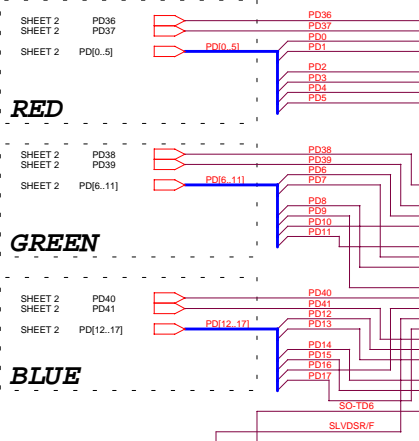 SHEET 2 PD36 PD36
SHEET 2 PD37 PD37
PD0
SHEET 2 PD[0..5] PD[0..5] PD1
PD2
PD3
PD4
PD5
RED
SHEET 2 PD38 PD38
SHEET 2 PD39 PD39
PD6
SHEET 2 PD[6..11] PD[6..11] PD7
PD8
PD9
PD10
PD11
GREEN
SHEET 2 PD40 PD40
SHEET 2 PD41 PD41
PD12
SHEET 2 PD[12..17] PD[12..17] PD13
PD14
PD15
PD16
PD17
BLUE
SO-TD6
SLVDSR/F